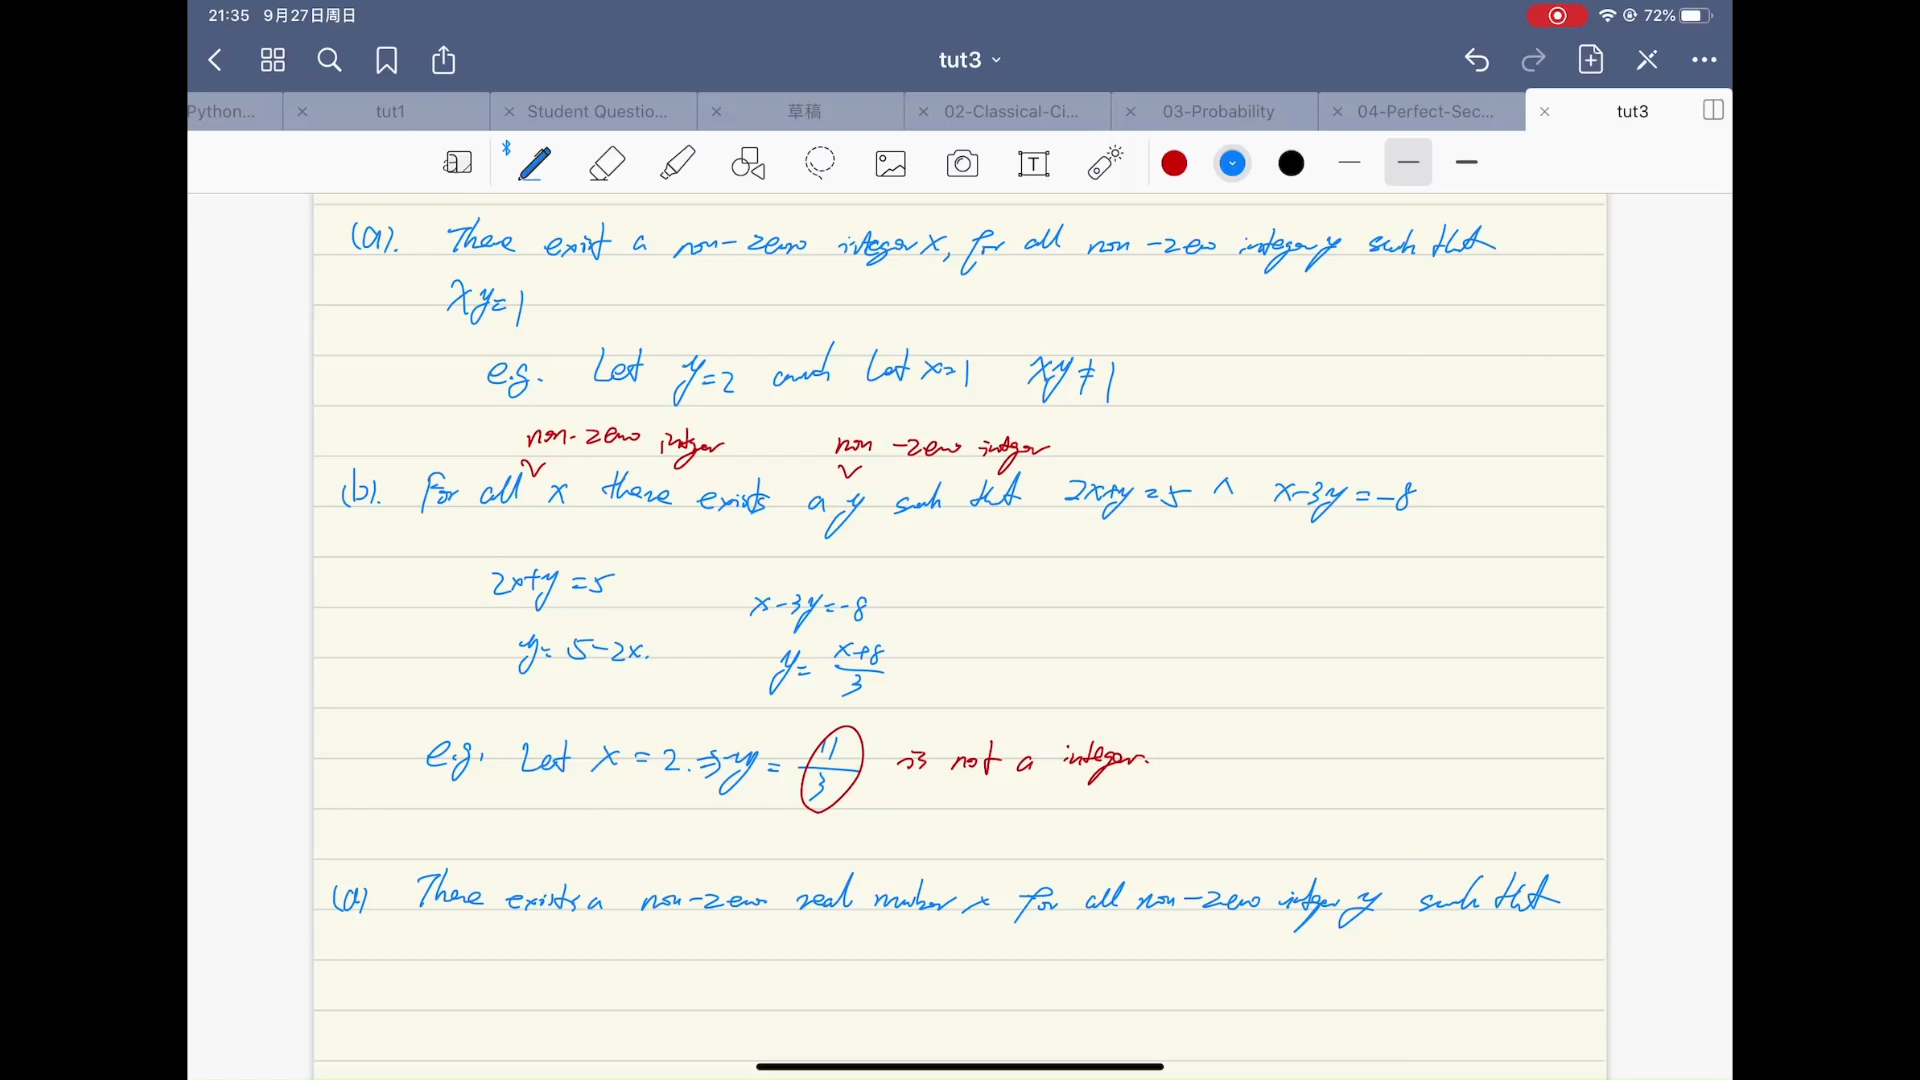 21:35 9月27日周日
72%
tut3
Python... tut1 Student Questio... 草稿 02-Classical-Ci... 03-Probability 04-Perfect-Sec... tut3
(a). There exist a non-zero integer x, for all non-zero integer y such that
xy=1
e.g. Let y=2 and let x=1 xy≠1
non-zero integer non-zero integer
(b). For all x there exists a y such that 2x+y=5 ∧ x-3y=-8
2x+y=5
x-3y=-8
y=5-2x.
y=\frac{x+8}{3}
e.g. Let x=2. ⇒ y= 11/3 is not a integer.
There exists a non-zero real number x for all non-zero integer y such that